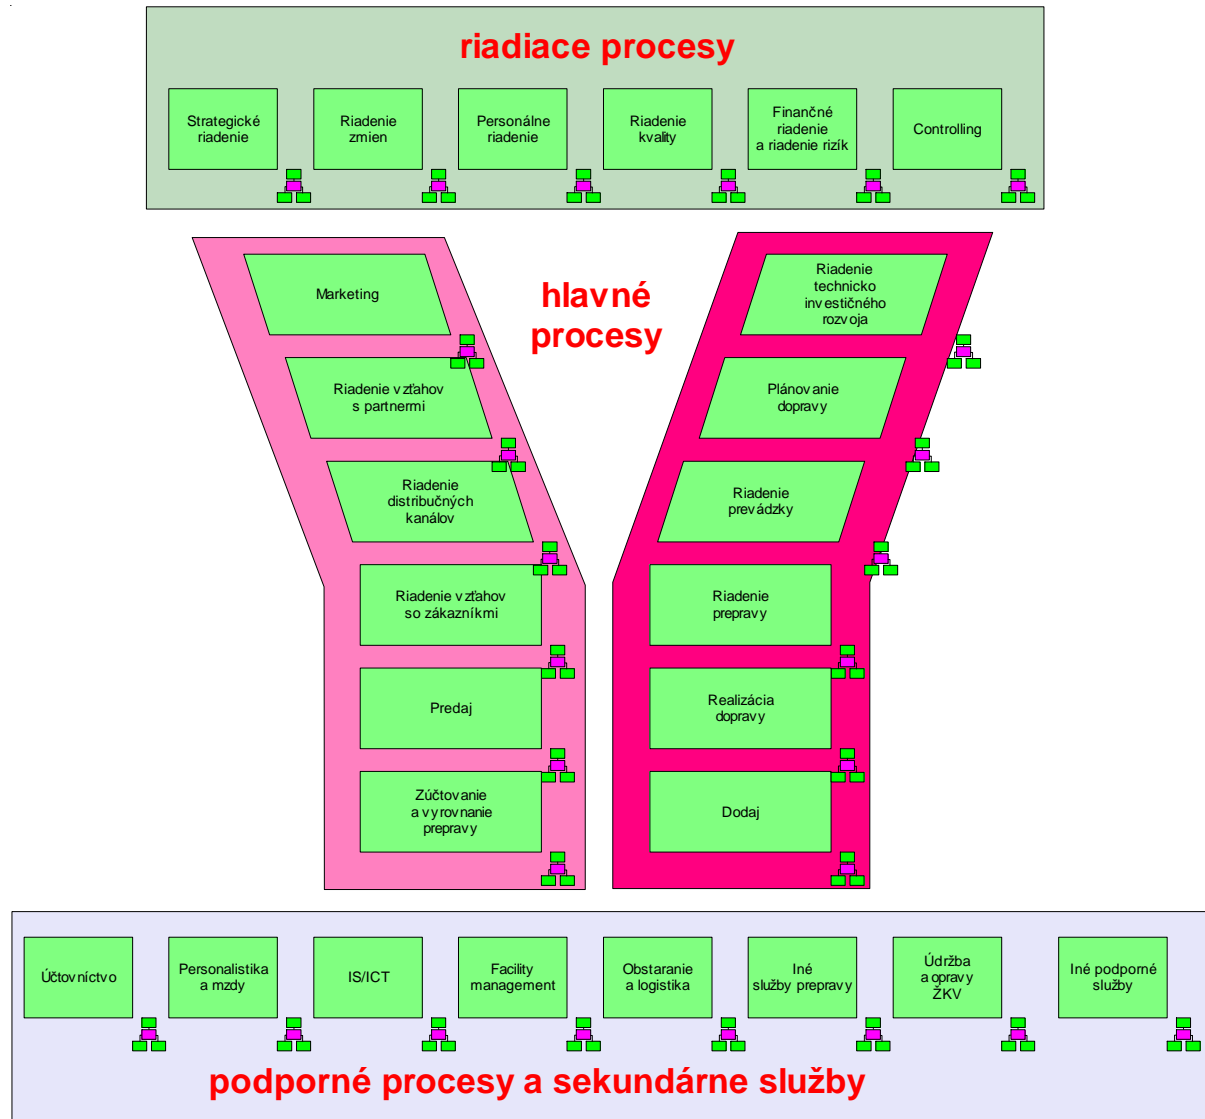 riadiace procesy
Strategické
riadenie
Riadenie
zmien
Personálne
riadenie
Riadenie
kvality
Finančné
riadenie
a riadenie rizík
Controlling
hlavné
procesy
Marketing
Riadenie vzťahov
s partnermi
Riadenie
distribučných
kanálov
Riadenie vzťahov
so zákazníkmi
Predaj
Zúčtovanie
a vyrovnanie
prepravy
Riadenie
technicko
investičného
rozvoja
Plánovanie
dopravy
Riadenie
prevádzky
Riadenie
prepravy
Realizácia
dopravy
Dodaj
Účtovníctvo
Personalistika
a mzdy
IS/ICT
Facility
management
Obstaranie
a logistika
Iné
služby prepravy
Údržba
a opravy
ŽKV
Iné podporné
služby
podporné procesy a sekundárne služby